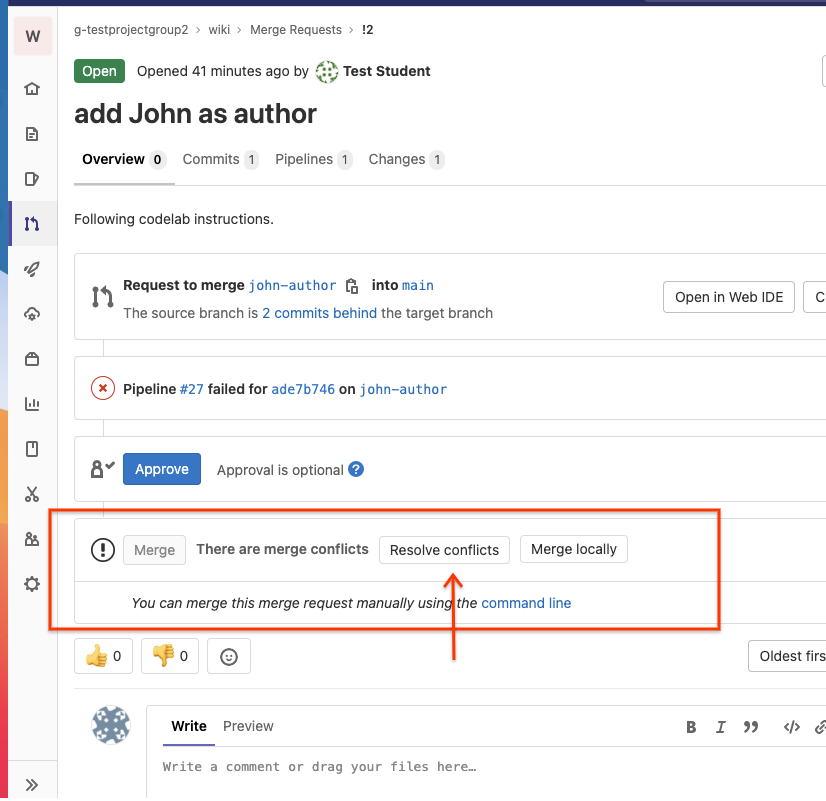 W
g-testprojectgroup2 › wiki › Merge Requests › !2
Open Opened 41 minutes ago by Test Student
add John as author
Overview 0 Commits 1 Pipelines 1 Changes 1
Following codelab instructions.
Request to merge john-author into main
The source branch is 2 commits behind the target branch
Open in Web IDE
C
Pipeline #27 failed for ade7b746 on john-author
Approve Approval is optional ?
Merge There are merge conflicts Resolve conflicts Merge locally
You can merge this merge request manually using the command line
👍 0 👎 0
Oldest firs
Write Preview
B I
Write a comment or drag your files here…